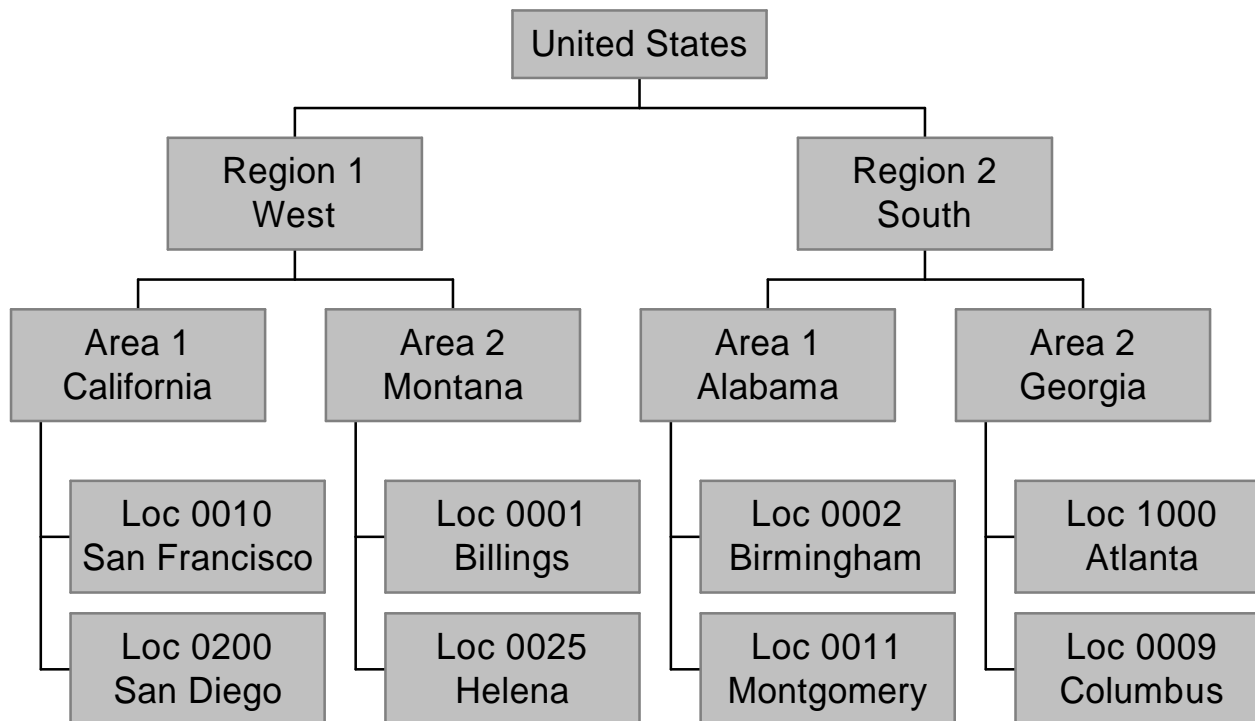 United States
Region 1
West
Region 2
South
Area 1
California
Area 2
Montana
Area 1
Alabama
Area 2
Georgia
Loc 0010
San Francisco
Loc 0001
Billings
Loc 0002
Birmingham
Loc 1000
Atlanta
Loc 0200
San Diego
Loc 0025
Helena
Loc 0011
Montgomery
Loc 0009
Columbus